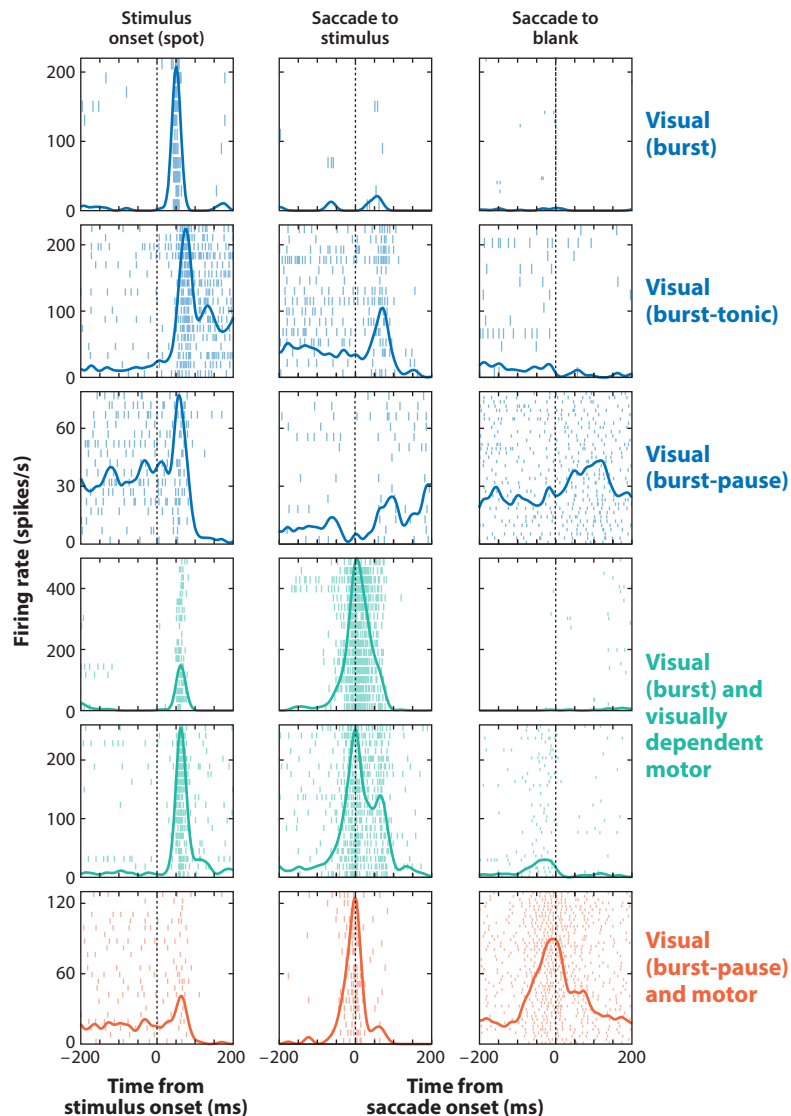 Stimulus
onset (spot)
Saccade to
stimulus
Saccade to
blank
200
100
0
Visual
(burst)
200
100
0
Visual
(burst-tonic)
60
30
0
Visual
(burst-pause)
400
200
0
200
100
0
Visual
(burst) and
visually
dependent
motor
120
60
0
Visual
(burst-pause)
and motor
Firing rate (spikes/s)
−200 0 200
−200 0 200
−200 0 200
Time from
stimulus onset (ms)
Time from
saccade onset (ms)